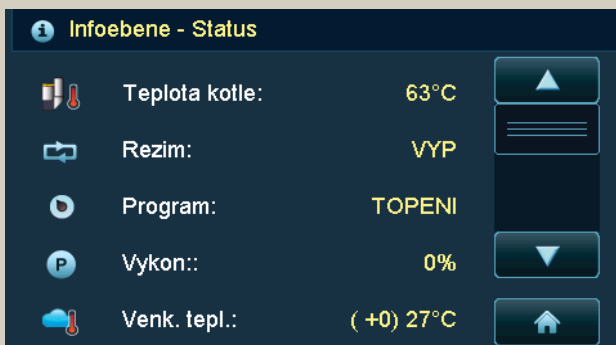 Infoebene - Status
Teplota kotle: 63°C
Rezim: VYP
Program: TOPENI
P Vykon:: 0%
Venk. tepl.: ( +0) 27°C